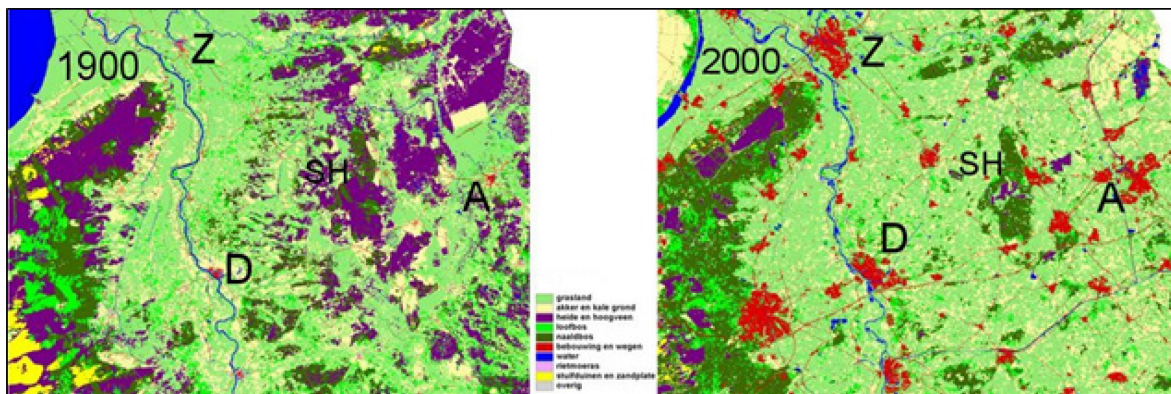 1900
Z
SH
A
D
grasland
akker en kale grond
heide en hoogveen
loofbos
naaldbos
bebouwing en wegen
water
rietmoeras
stuifduinen en zandplate
overig
2000
Z
SH
A
D